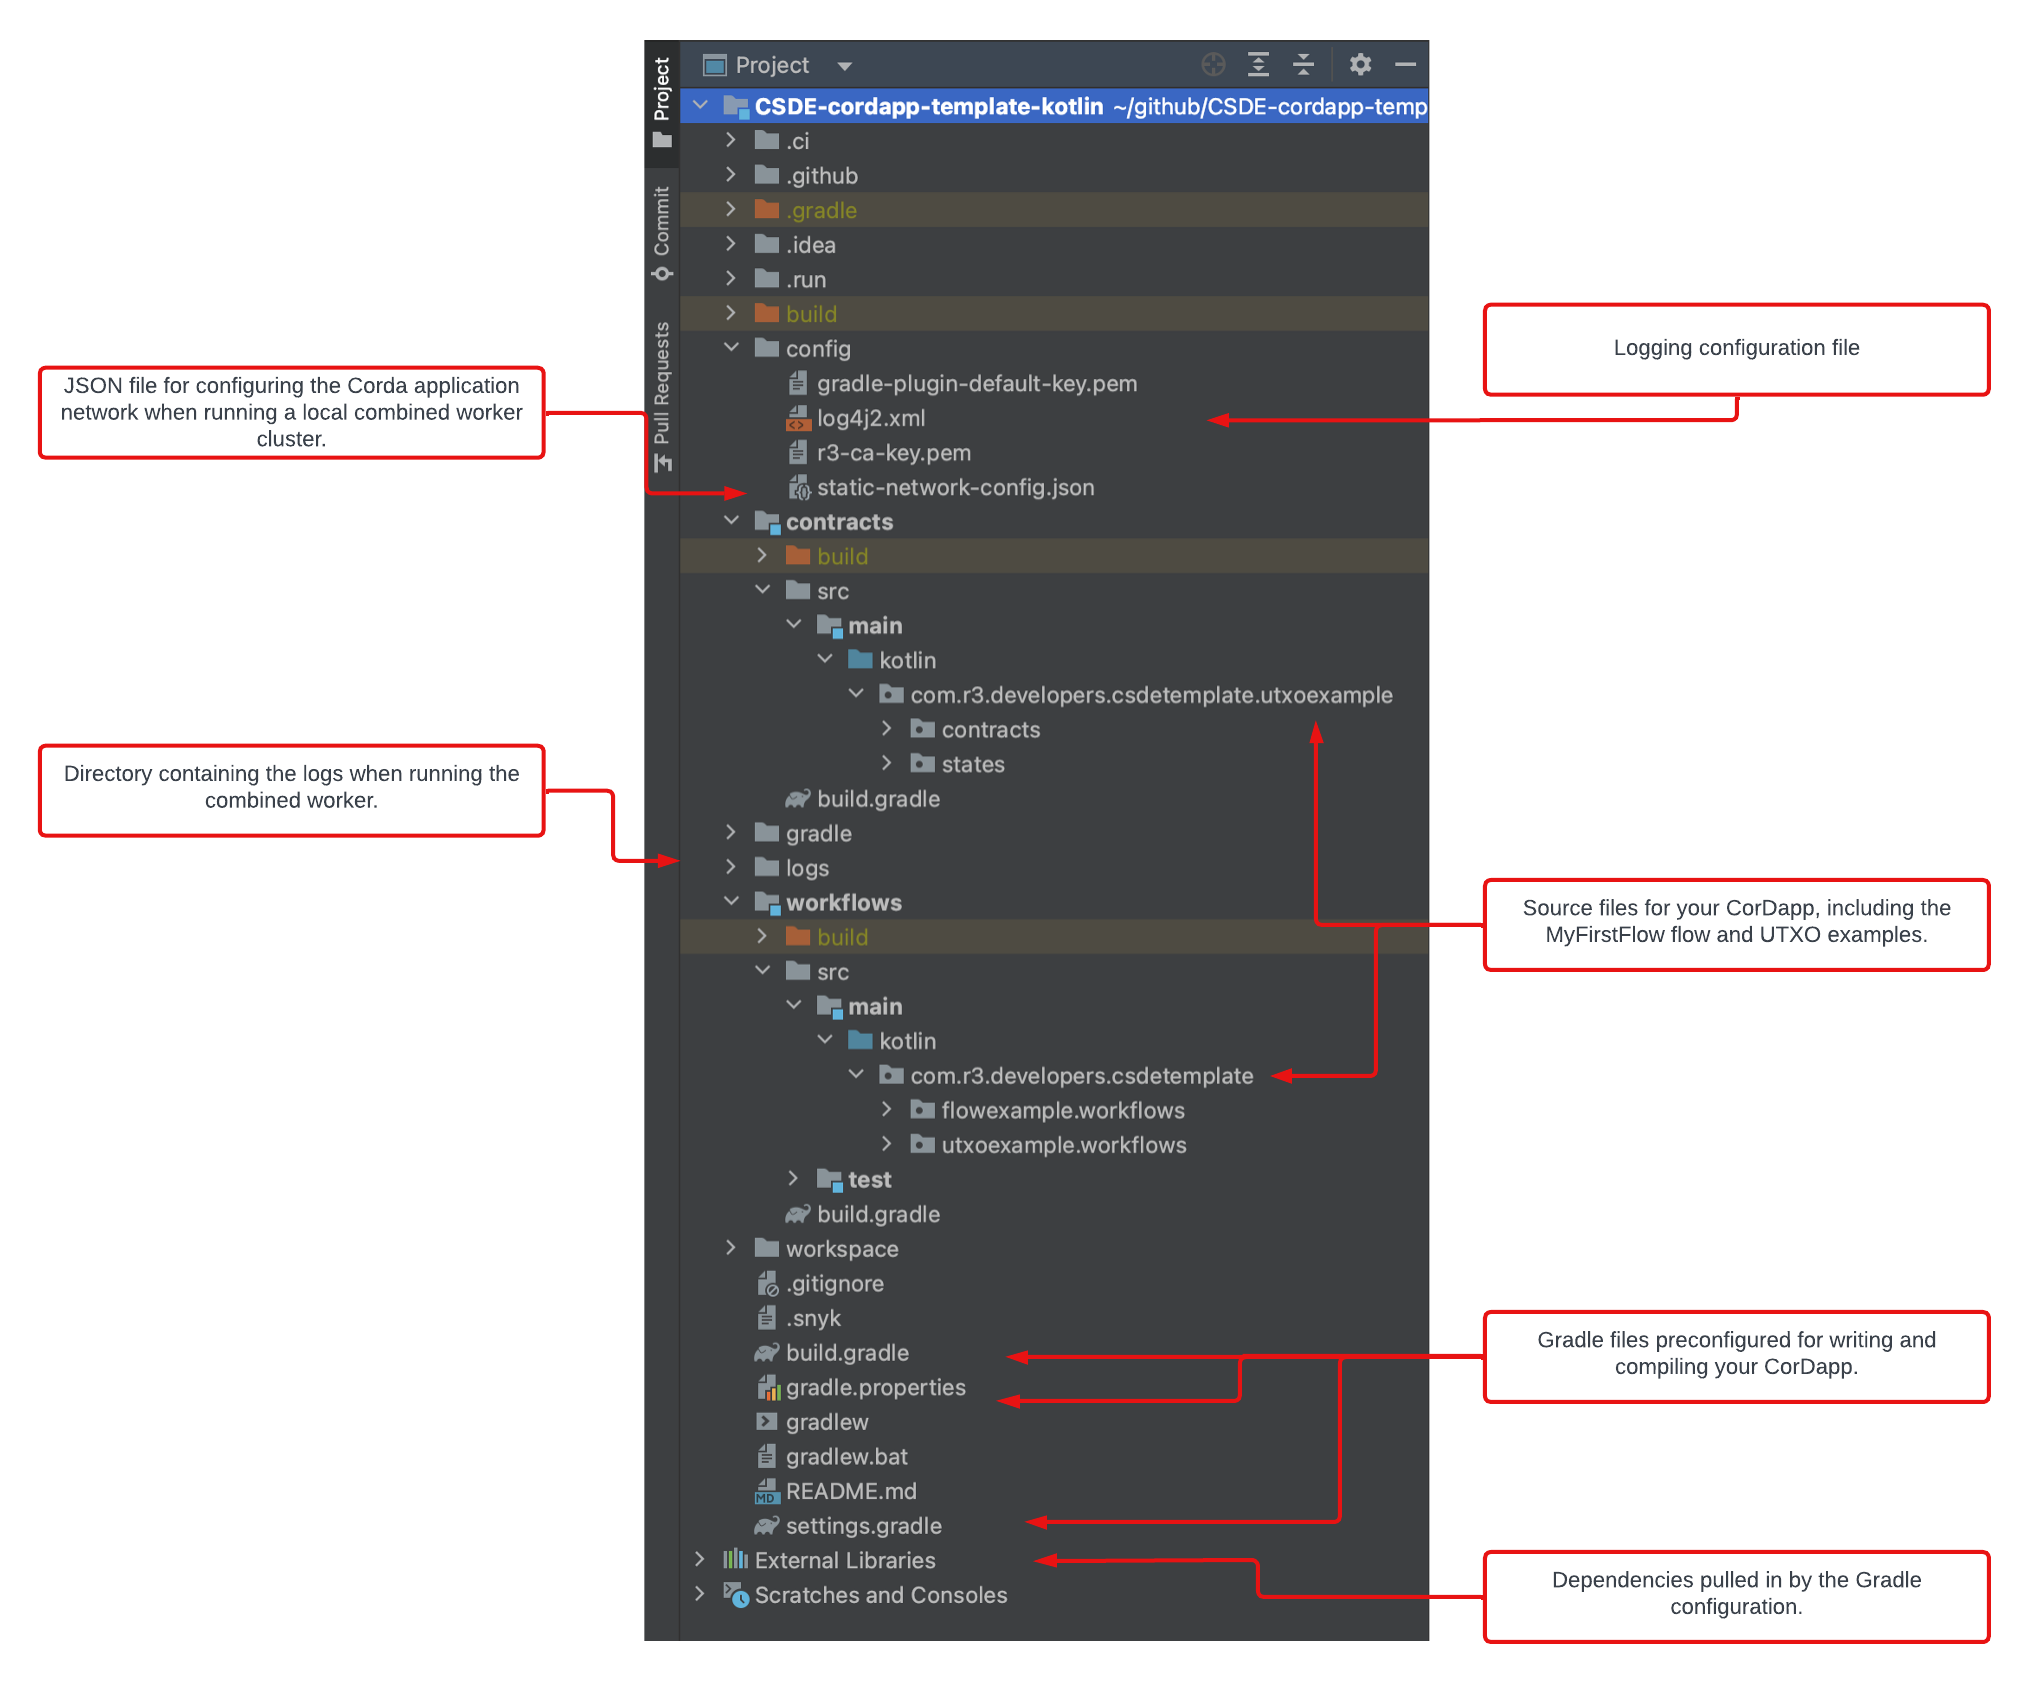 Project
Commit
Pull Requests
Project
CSDE-cordapp-template-kotlin ~/github/CSDE-cordapp-temp
.ci
.github
.gradle
.idea
.run
build
config
gradle-plugin-default-key.pem
log4j2.xml
r3-ca-key.pem
static-network-config.json
contracts
build
src
main
kotlin
com.r3.developers.csdetemplate.utxoexample
contracts
states
build.gradle
gradle
logs
workflows
build
src
main
kotlin
com.r3.developers.csdetemplate
flowexample.workflows
utxoexample.workflows
test
build.gradle
workspace
.gitignore
.snyk
build.gradle
gradle.properties
gradlew
gradlew.bat
MD README.md
settings.gradle
External Libraries
Scratches and Consoles
JSON file for configuring the Corda application
network when running a local combined worker
cluster.
Directory containing the logs when running the
combined worker.
Logging configuration file
Source files for your CorDapp, including the
MyFirstFlow flow and UTXO examples.
Gradle files preconfigured for writing and
compiling your CorDapp.
Dependencies pulled in by the Gradle
configuration.